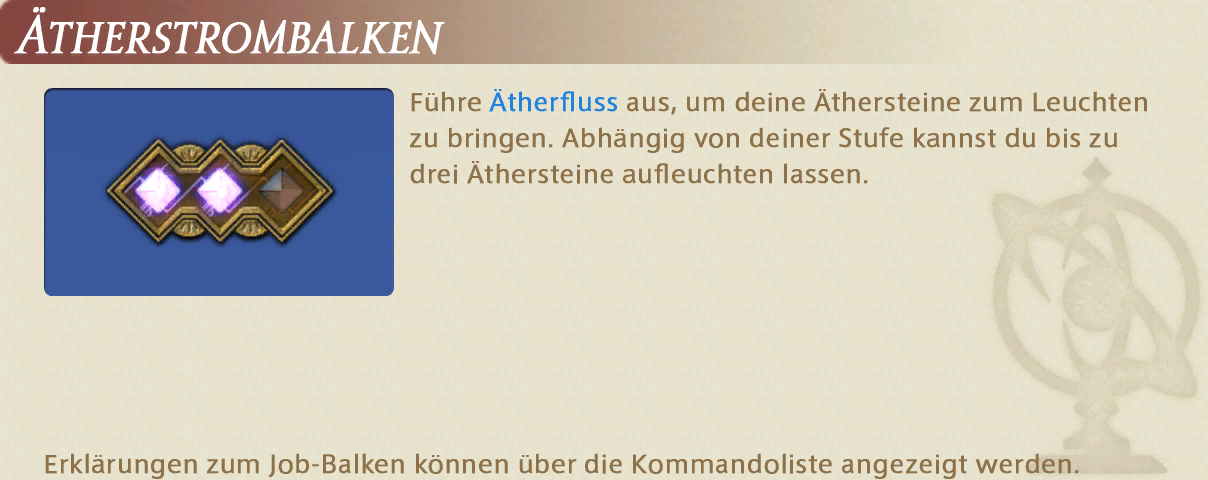 ÄTHERSTROMBALKEN
Führe Ätherfluss aus, um deine Äthersteine zum Leuchten
zu bringen. Abhängig von deiner Stufe kannst du bis zu
drei Äthersteine aufleuchten lassen.
Erklärungen zum Job-Balken können über die Kommandoliste angezeigt werden.